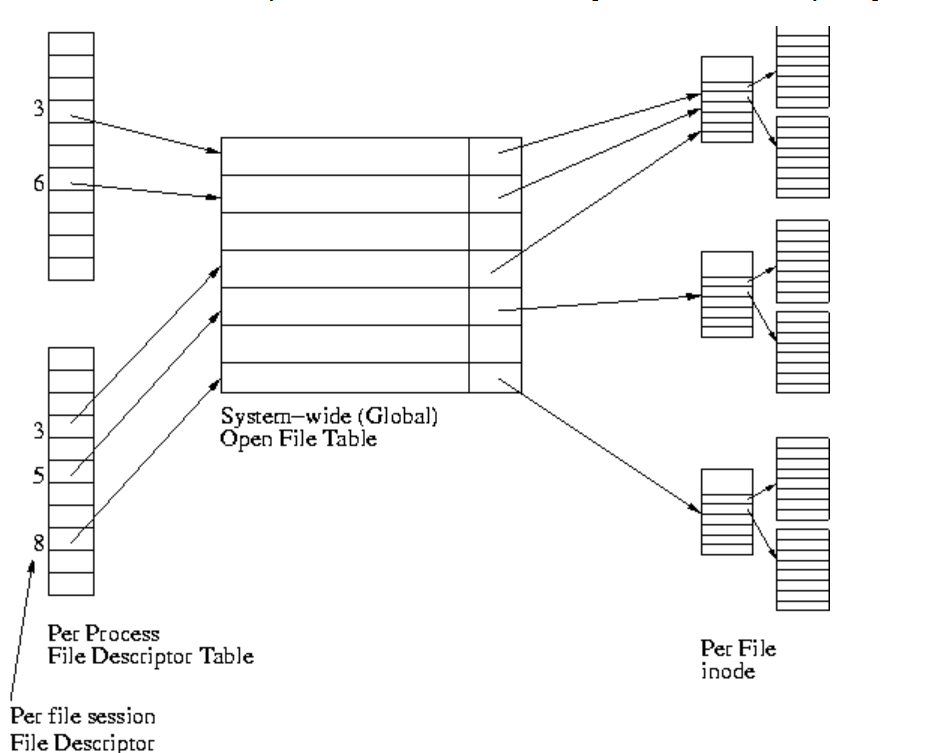 3
6
System-wide (Global)
Open File Table
3
5
8
Per Process
File Descriptor Table
Per File
inode
Per file session
File Descriptor